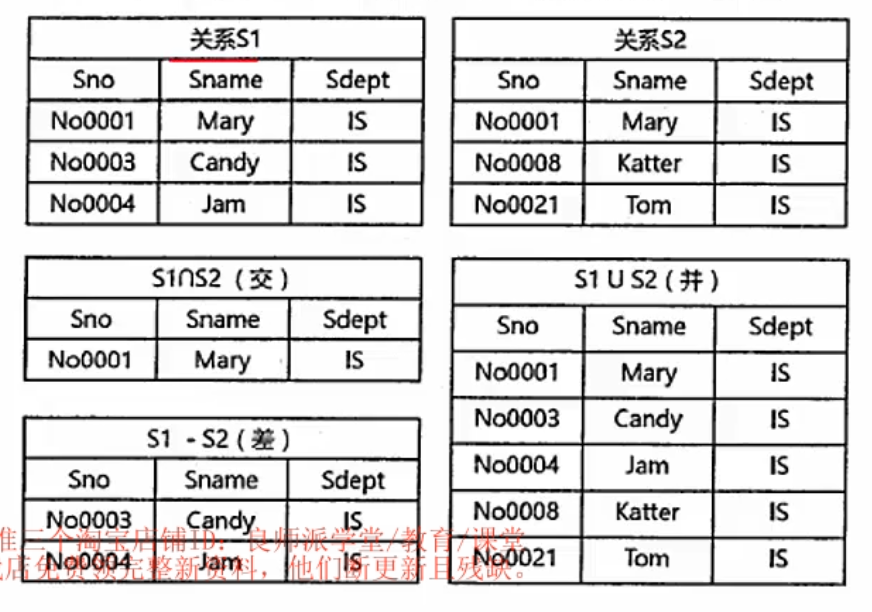 关系S1
Sno Sname Sdept
No0001 Mary IS
No0003 Candy IS
No0004 Jam IS
关系S2
Sno Sname Sdept
No0001 Mary IS
No0008 Katter IS
No0021 Tom IS
S1∩S2（交）
Sno Sname Sdept
No0001 Mary IS
S1 U S2（并）
Sno Sname Sdept
No0001 Mary IS
No0003 Candy IS
No0004 Jam IS
No0008 Katter IS
No0021 Tom IS
S1 - S2（差）
Sno Sname Sdept
No0003 Candy IS
No0004 Jam IS
三个淘宝店铺ID：良师派学堂/教育/课堂
店免费领完整新资料，他们断更新且残缺。